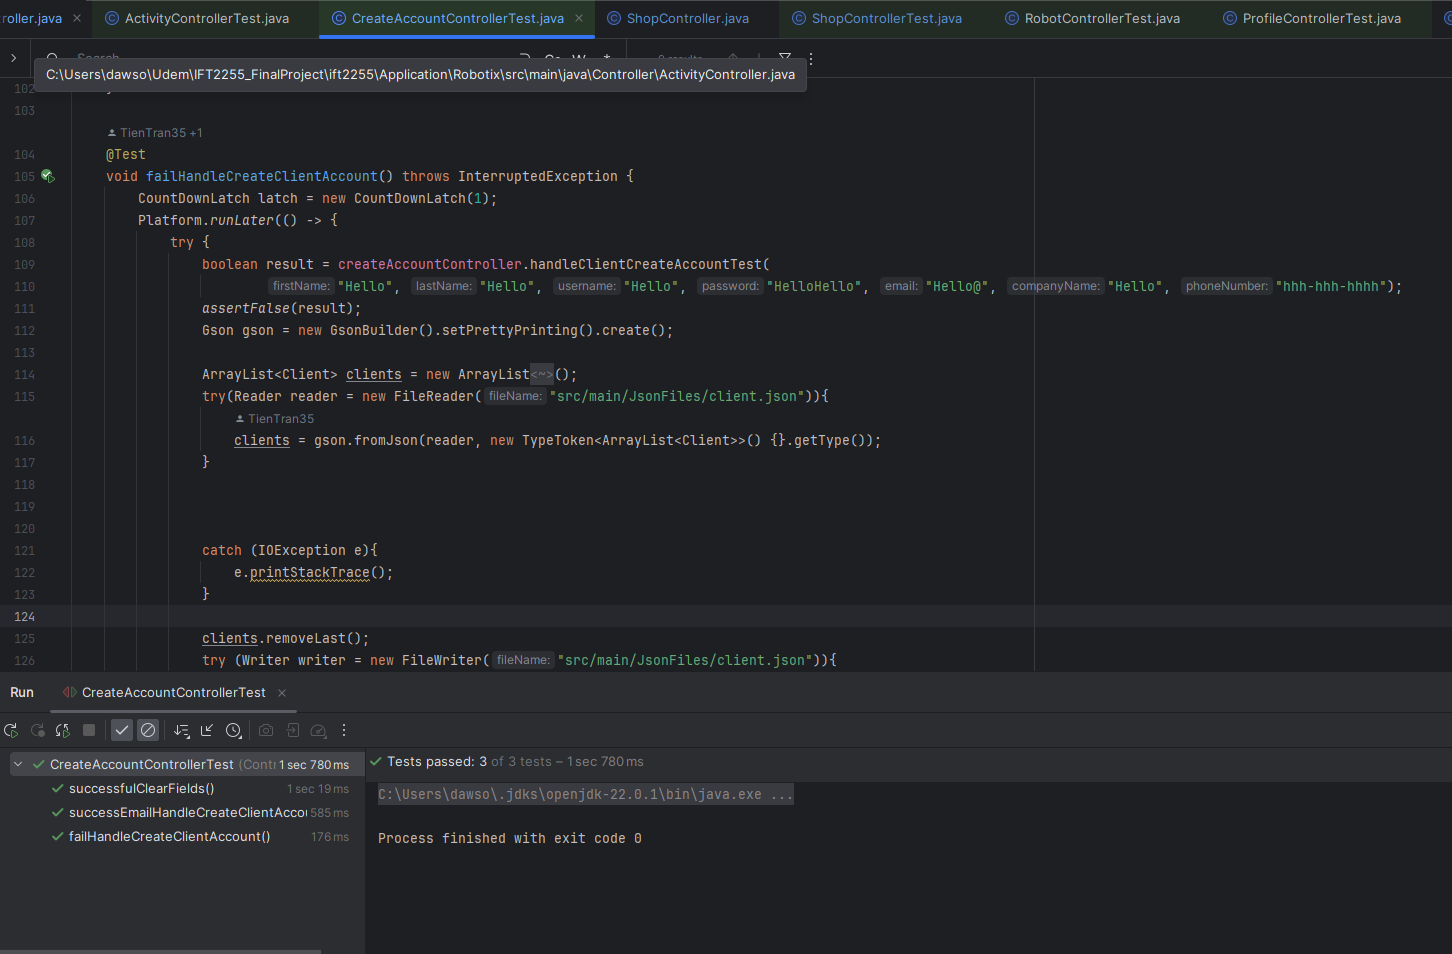 roller.java × ActivityControllerTest.java CreateAccountControllerTest.java × ShopController.java ShopControllerTest.java RobotControllerTest.java ProfileControllerTest.java
C:\Users\dawso\Udem\IFT2255_FinalProject\ift2255\Application\Robotix\src\main\java\Controller\ActivityController.java
102
103
TienTran35 +1
104 @Test
105 void failHandleCreateClientAccount() throws InterruptedException {
106 CountDownLatch latch = new CountDownLatch(1);
107 Platform.runLater(() -> {
108 try {
109 boolean result = createAccountController.handleClientCreateAccountTest(
110 firstName: "Hello", lastName: "Hello", username: "Hello", password: "HelloHello", email: "Hello@", companyName: "Hello", phoneNumber: "hhh-hhh-hhhh");
111 assertFalse(result);
112 Gson gson = new GsonBuilder().setPrettyPrinting().create();
113
114 ArrayList<Client> clients = new ArrayList<~>();
115 try(Reader reader = new FileReader( fileName: "src/main/JsonFiles/client.json")){
TienTran35
116 clients = gson.fromJson(reader, new TypeToken<ArrayList<Client>>() {}.getType());
117 }
118
119
120
121 catch (IOException e){
122 e.printStackTrace();
123 }
124
125 clients.removeLast();
126 try (Writer writer = new FileWriter( fileName: "src/main/JsonFiles/client.json")){
Run CreateAccountControllerTest ×
CreateAccountControllerTest (Contr 1 sec 780 ms
Tests passed: 3 of 3 tests – 1 sec 780 ms
successfulClearFields() 1 sec 19 ms
successEmailHandleCreateClientAccou 585 ms
failHandleCreateClientAccount() 176 ms
C:\Users\dawso\.jdks\openjdk-22.0.1\bin\java.exe ...
Process finished with exit code 0